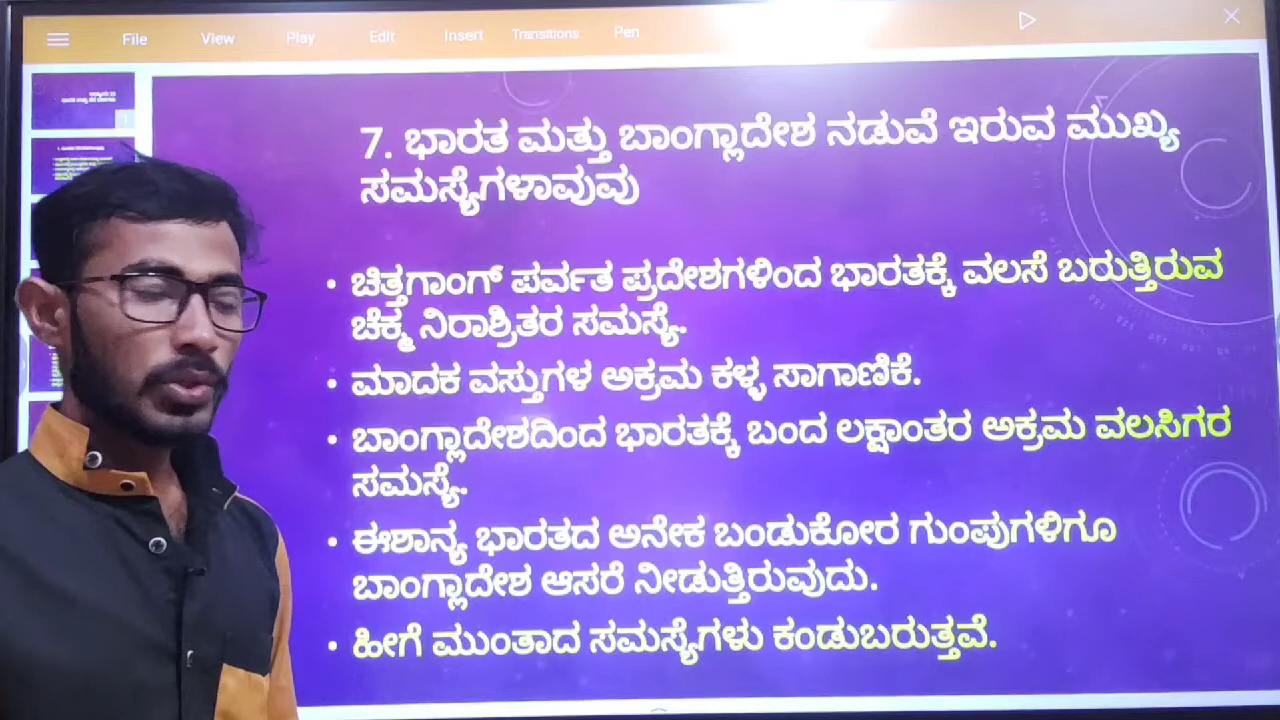 File View Play Edit Insert Transitions Pen
7. ಭಾರತ ಮತ್ತು ಬಾಂಗ್ಲಾದೇಶ ನಡುವೆ ಇರುವ ಮುಖ್ಯ
ಸಮಸ್ಯೆಗಳಾವುವು
• ಚಿತ್ತಗಾಂಗ್ ಪರ್ವತ ಪ್ರದೇಶಗಳಿಂದ ಭಾರತಕ್ಕೆ ವಲಸೆ ಬರುತ್ತಿರುವ
ಚೆಕ್ಮ ನಿರಾಶ್ರಿತರ ಸಮಸ್ಯೆ.
• ಮಾದಕ ವಸ್ತುಗಳ ಅಕ್ರಮ ಕಳ್ಳ ಸಾಗಾಣಿಕೆ.
• ಬಾಂಗ್ಲಾದೇಶದಿಂದ ಭಾರತಕ್ಕೆ ಬಂದ ಲಕ್ಷಾಂತರ ಅಕ್ರಮ ವಲಸಿಗರ
ಸಮಸ್ಯೆ.
• ಈಶಾನ್ಯ ಭಾರತದ ಅನೇಕ ಬಂಡುಕೋರ ಗುಂಪುಗಳಿಗೂ
ಬಾಂಗ್ಲಾದೇಶ ಆಸರೆ ನೀಡುತ್ತಿರುವುದು.
• ಹೀಗೆ ಮುಂತಾದ ಸಮಸ್ಯೆಗಳು ಕಂಡುಬರುತ್ತವೆ.